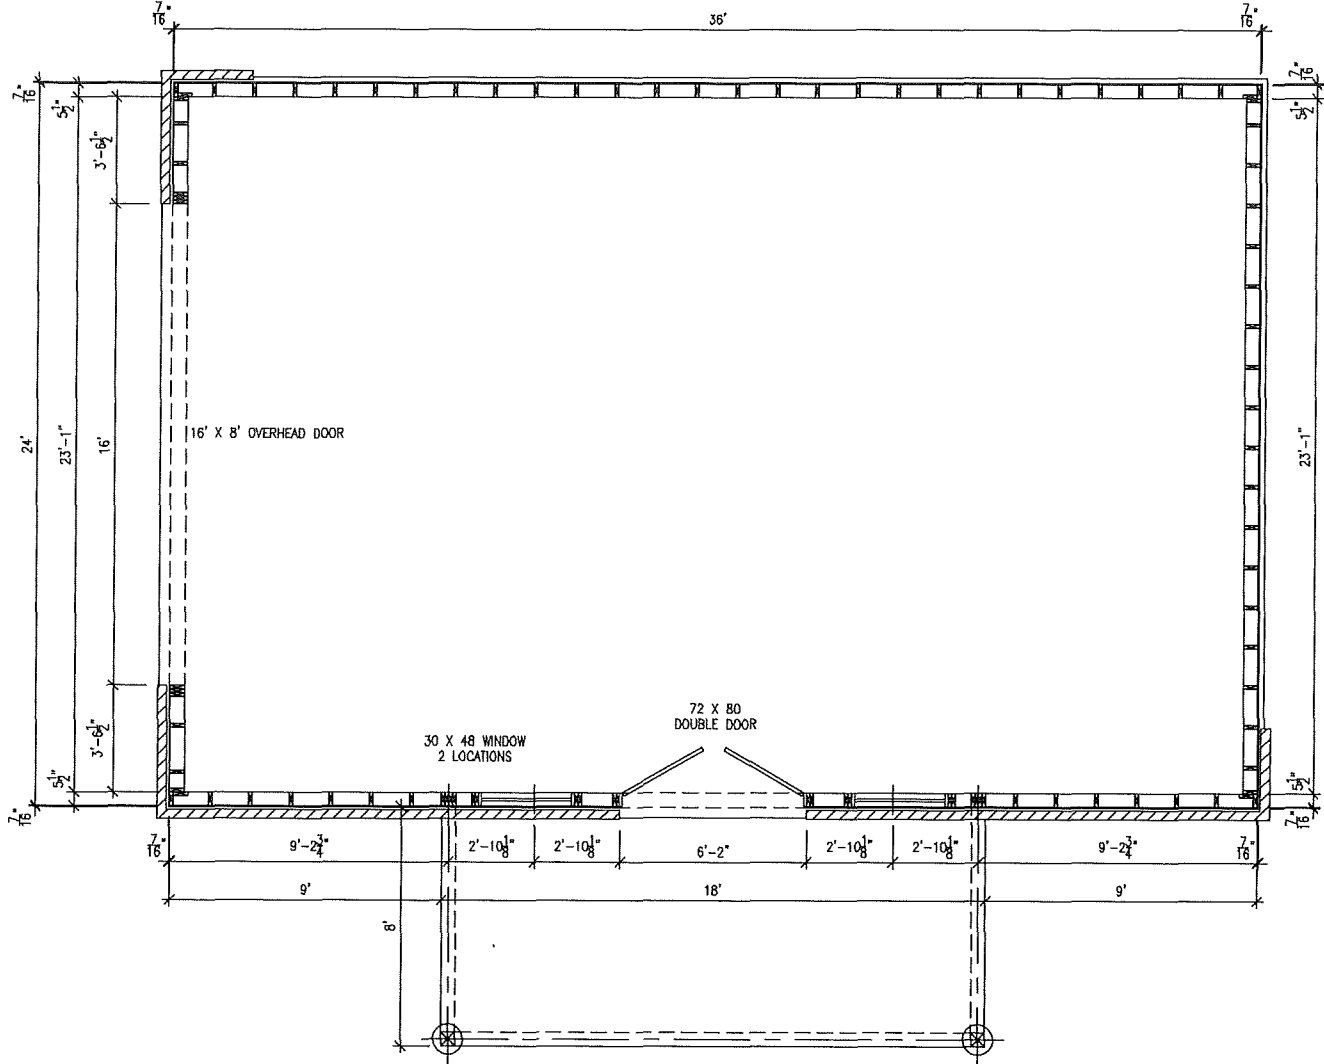 7/16" 36' 7/16"
7/16" 7/16"
5 1/2" 5 1/2"
3'-6 1/2"
24' 23'-1" 16' 16' X 8' OVERHEAD DOOR 23'-1"
72 X 80
DOUBLE DOOR
30 X 48 WINDOW
2 LOCATIONS
3'-6 1/2"
5 1/2" 5 1/2"
7/16" 7/16"
7/16" 9'-2 3/4" 2'-10 1/8" 2'-10 1/8" 6'-2" 2'-10 1/8" 2'-10 1/8" 9'-2 3/4" 7/16"
9' 18' 9'
8'